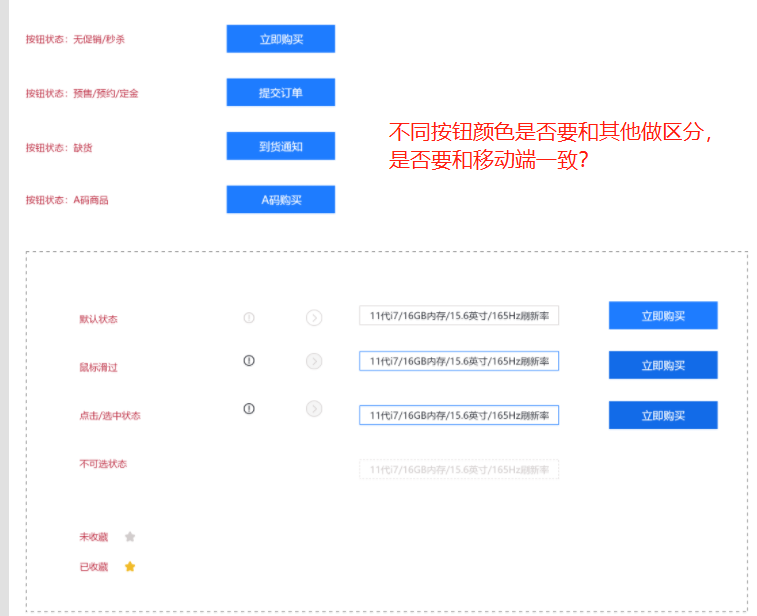 按钮状态：无促销/秒杀 立即购买
按钮状态：预售/预约/定金 提交订单
不同按钮颜色是否要和其他做区分，
是否要和移动端一致？
按钮状态：缺货 到货通知
按钮状态：A码商品 A码购买
默认状态 11代i7/16GB内存/15.6英寸/165Hz刷新率 立即购买
鼠标滑过 11代i7/16GB内存/15.6英寸/165Hz刷新率 立即购买
点击/选中状态 11代i7/16GB内存/15.6英寸/165Hz刷新率 立即购买
不可选状态 11代i7/16GB内存/15.6英寸/165Hz刷新率
未收藏
已收藏